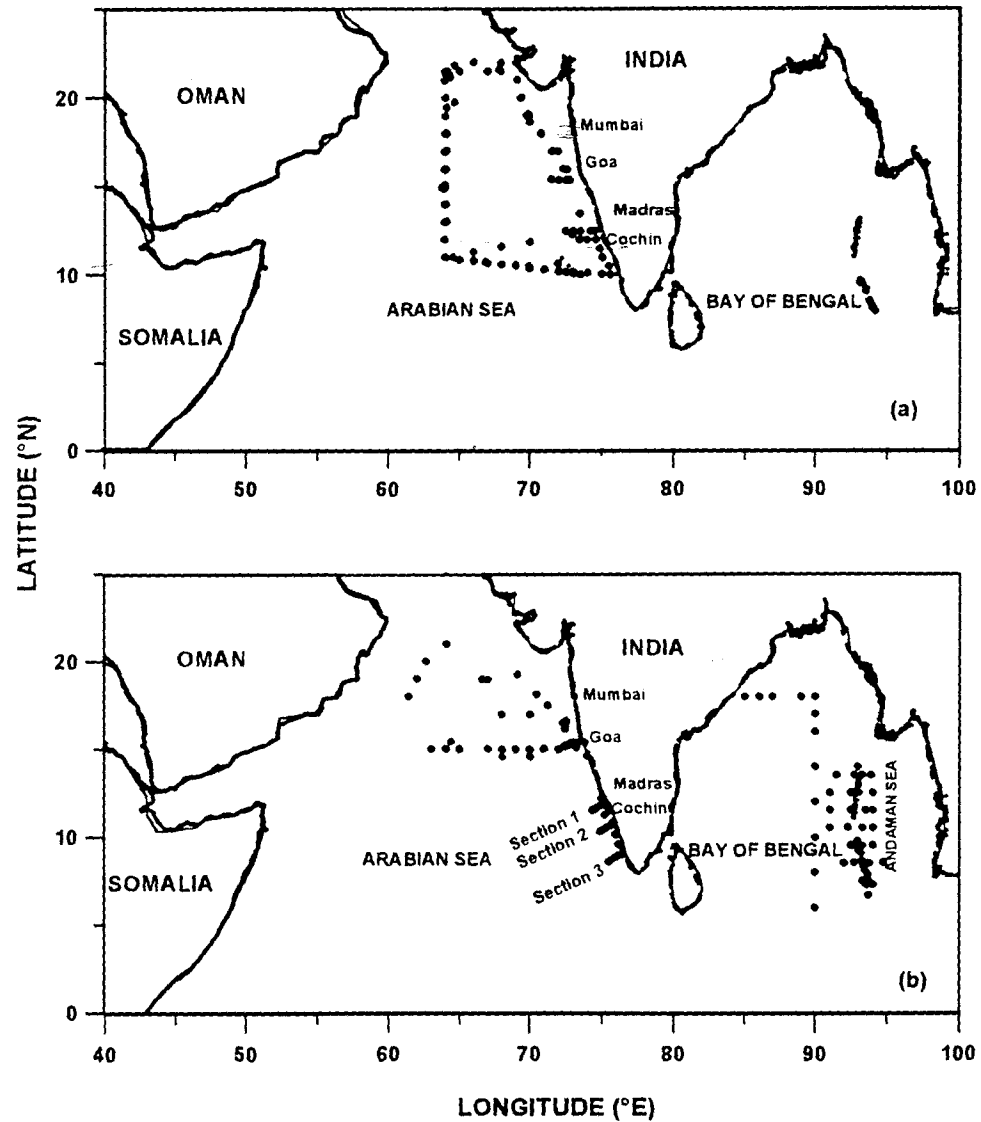 INDIA
OMAN
20
Mumbai
Goa
Madras
Cochin
10
ARABIAN SEA
BAY OF BENGAL
SOMALIA
(a)
0
40 50 60 70 80 90 100
LATITUDE (°N)
INDIA
OMAN
20
Mumbai
Goa
Madras
Cochin
Section 1
Section 2
Section 3
10
ARABIAN SEA
BAY OF BENGAL
ANDAMAN SEA
SOMALIA
(b)
0
40 50 60 70 80 90 100
LONGITUDE (°E)